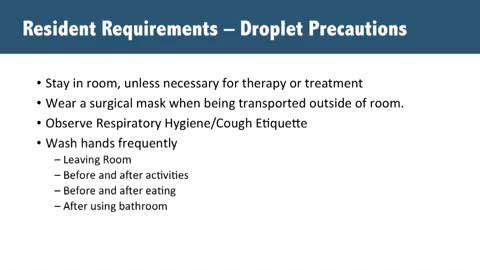 Resident Requirements – Droplet Precautions
• Stay in room, unless necessary for therapy or treatment
• Wear a surgical mask when being transported outside of room.
• Observe Respiratory Hygiene/Cough Etiquette
• Wash hands frequently
– Leaving Room
– Before and after activities
– Before and after eating
– After using bathroom